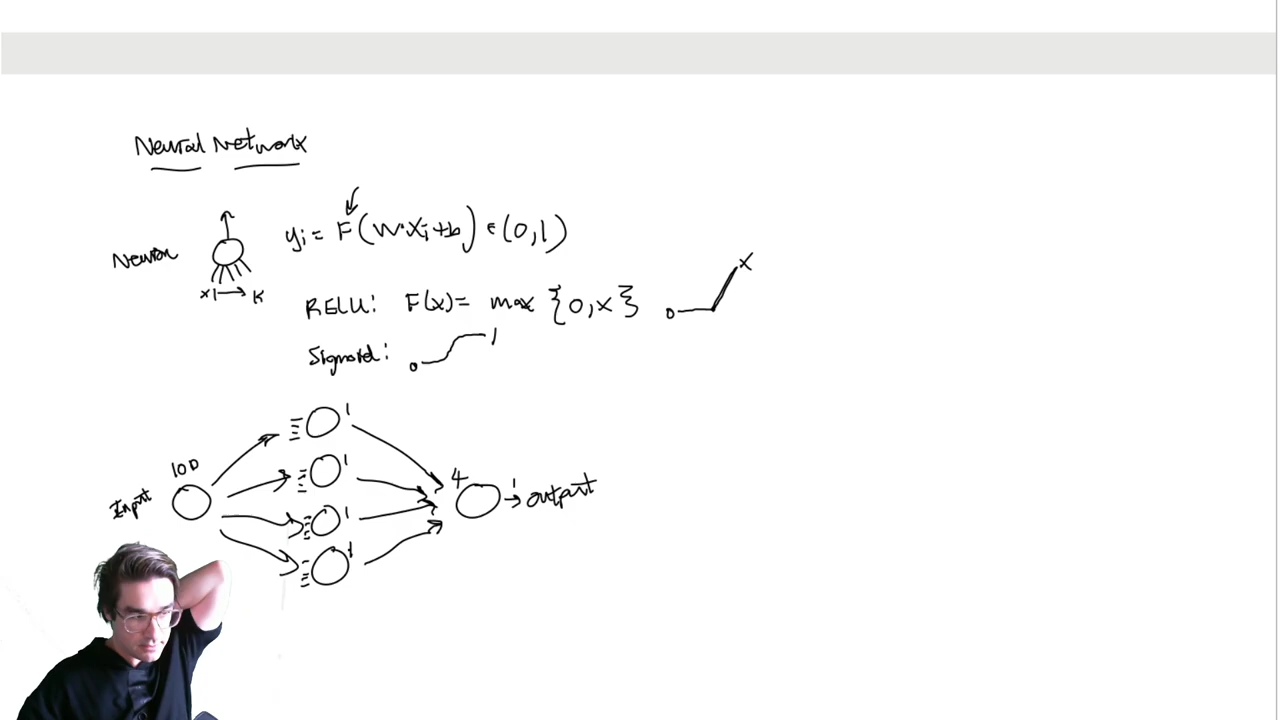 Neural Network
Neuron
yi = F(W·Xi+b) ∈ (0,1)
x1 → K
RELU: F(x)= max {0,x}
0 x
Sigmoid: 0 1
1
1
1
1
100
Input
4
1
→ output